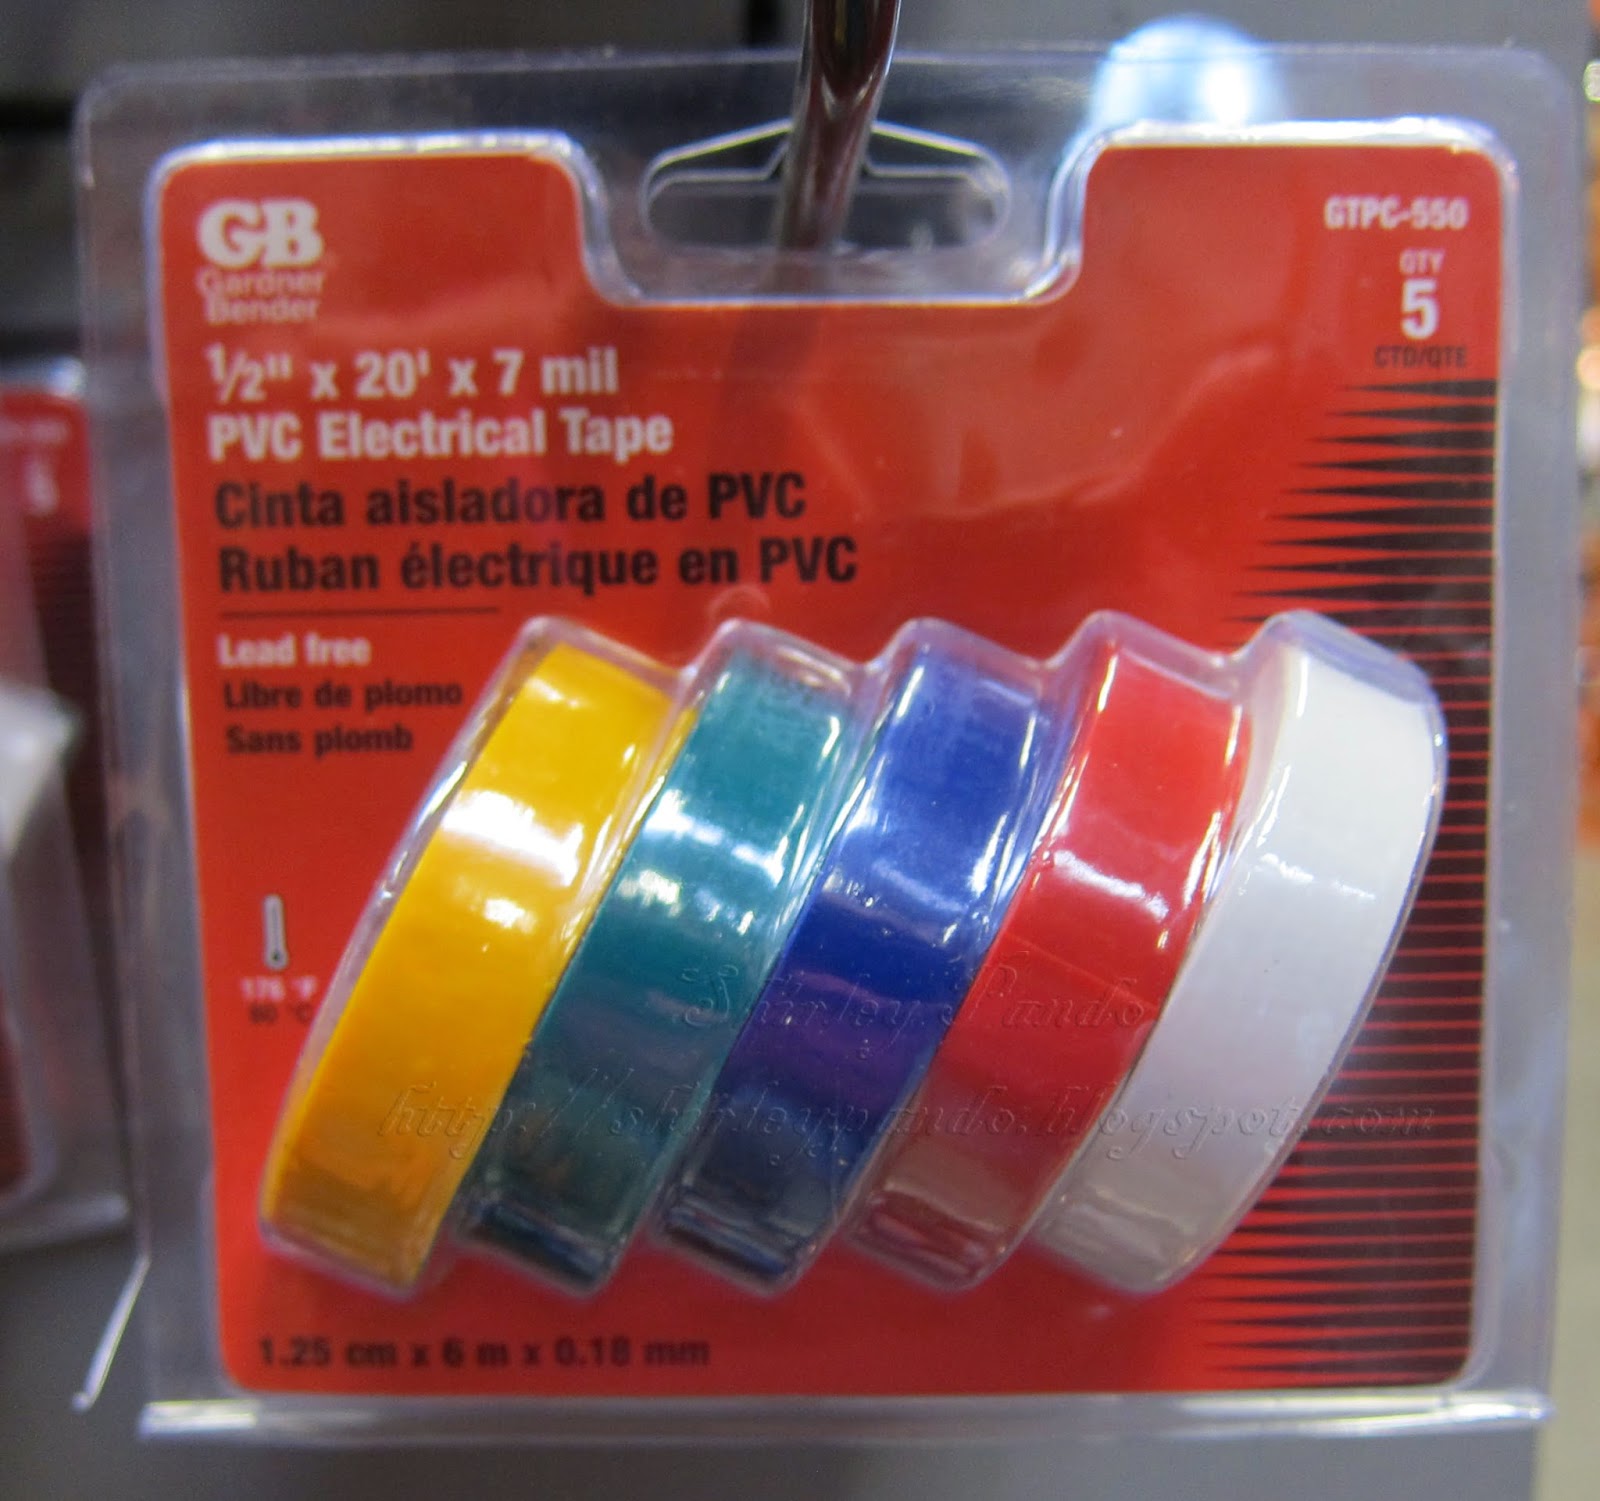 GB
Gardner
Bender
GTPC-550
QTY
5
CTD/QTE
1/2" x 20' x 7 mil
PVC Electrical Tape
Cinta aisladora de PVC
Ruban électrique en PVC
Lead free
Libre de plomo
Sans plomb
176 °F
80 °C
Shirley Pando
http://shirleypando.blogspot.com
1.25 cm x 6 m x 0.18 mm